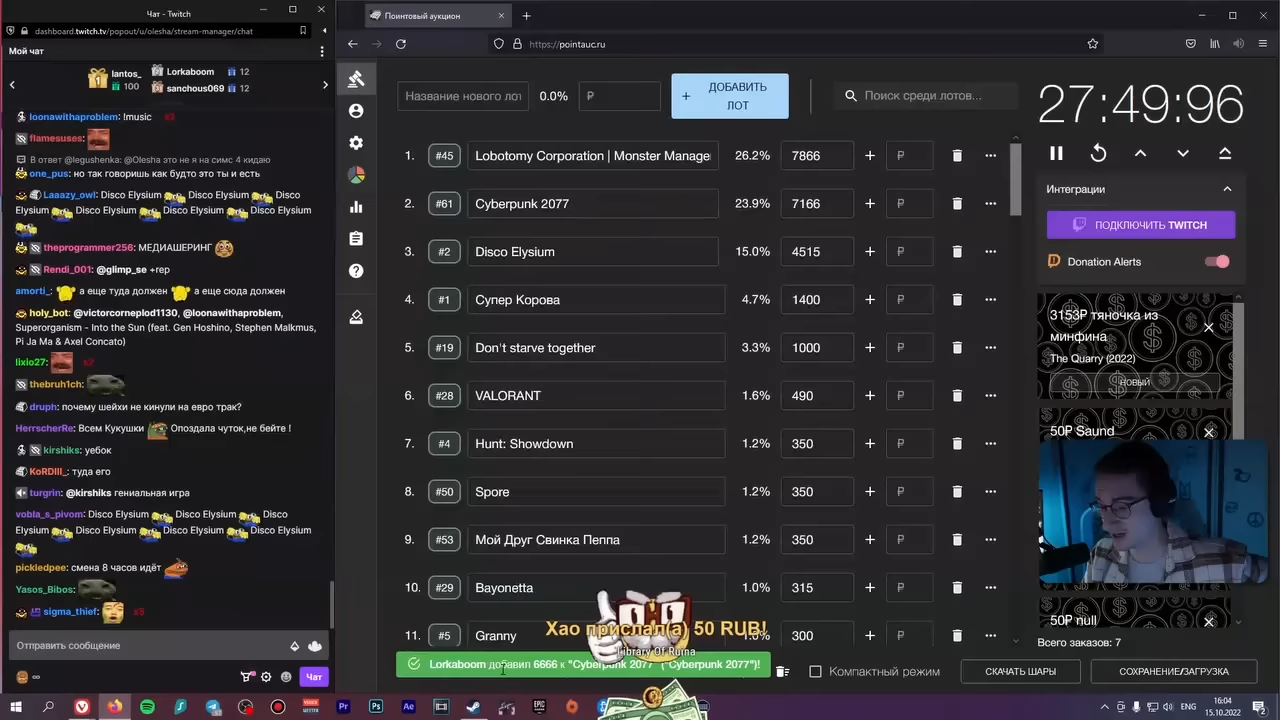 Чат - Twitch
dashboard.twitch.tv/popout/u/olesha/stream-manager/chat
Мой чат
lantos_
100
Lorkaboom 12
sanchous069 12
loonawithaproblem: !music x3
flamesuses:
В ответ @legushenka: @Olesha это не я на симс 4 кидаю
one_pus: но так говоришь как будто это ты и есть
Laaazy_owl: Disco Elysium Disco Elysium Disco
Elysium Disco Elysium Disco Elysium Disco Elysium
theprogrammer256: МЕДИАШЕРИНГ
Rendi_001: @glimp_se +rep
amorti_: а еще туда должен а еще сюда должен
holy_bot: @victorcorneplod1130, @loonawithaproblem,
Superorganism - Into the Sun (feat. Gen Hoshino, Stephen Malkmus,
Pi Ja Ma & Axel Concato)
lixio27: x2
thebruh1ch:
druph: почему шейхи не кинули на евро трак?
HerrscherRe: Всем Кукушки Опоздала чуток,не бейте !
kirshiks: уебок
KoRDIII_: туда его
turgrin: @kirshiks гениальная игра
vobla_s_pivom: Disco Elysium Disco Elysium Disco
Elysium Disco Elysium Disco Elysium Disco Elysium
pickledpee: смена 8 часов идёт
Yasos_Bibos:
sigma_thief: x3
Отправить сообщение
∞
Чат
Поинтовый аукцион
https://pointauc.ru
Название нового лот
0.0%
₽
+ ДОБАВИТЬ
ЛОТ
Поиск среди лотов...
1. #45 Lobotomy Corporation | Monster Manage 26.2% 7866 + ₽
2. #61 Cyberpunk 2077 23.9% 7166 + ₽
3. #2 Disco Elysium 15.0% 4515 + ₽
4. #1 Супер Корова 4.7% 1400 + ₽
5. #19 Don't starve together 3.3% 1000 + ₽
6. #28 VALORANT 1.6% 490 + ₽
7. #4 Hunt: Showdown 1.2% 350 + ₽
8. #50 Spore 1.2% 350 + ₽
9. #53 Мой Друг Свинка Пеппа 1.2% 350 + ₽
10. #29 Bayonetta 1.0% 315 + ₽
11. #5 Granny 300 + ₽
Хао прислал(а) 50 RUB!
Library Of Ruina
Lorkaboom добавил 6666 к "Cyberpunk 2077" ("Cyberpunk 2077")!
Компактный режим
СКАЧАТЬ ШАРЫ
СОХРАНЕНИЕ/ЗАГРУЗКА
27:49:96
Интеграции
ПОДКЛЮЧИТЬ TWITCH
Donation Alerts
3153₽ тяночка из
минфина
The Quarry (2022)
НОВЫЙ
50₽ Saund
50₽ null
Всего заказов: 7
16:04
15.10.2022